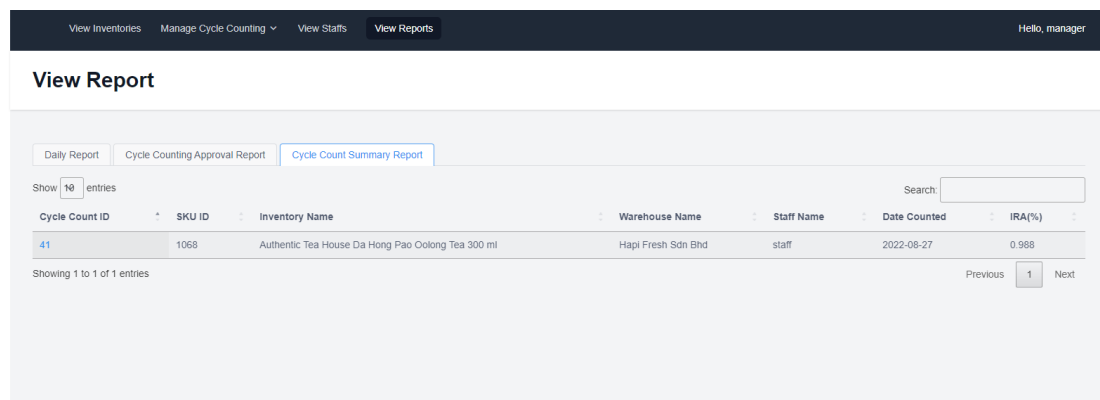 View Inventories Manage Cycle Counting View Staffs View Reports Hello, manager
View Report
Daily Report Cycle Counting Approval Report Cycle Count Summary Report
Show 10 entries Search:
Cycle Count ID SKU ID Inventory Name Warehouse Name Staff Name Date Counted IRA(%)
41 1068 Authentic Tea House Da Hong Pao Oolong Tea 300 ml Hapi Fresh Sdn Bhd staff 2022-08-27 0.988
Showing 1 to 1 of 1 entries Previous 1 Next